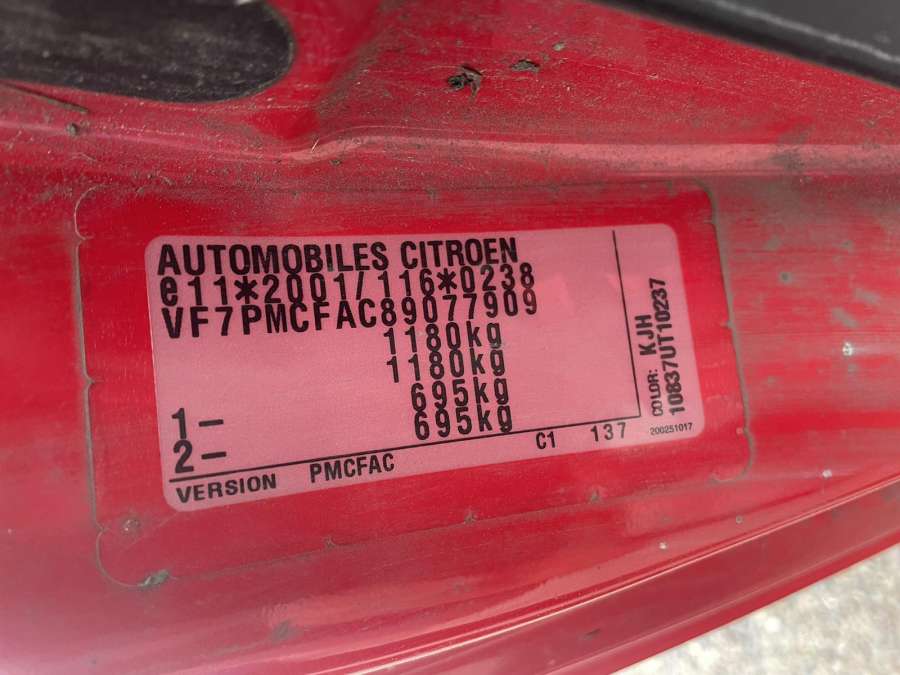 AUTOMOBILES CITROEN
e11*2001/116*0238
VF7PMCFAC89077909
1180kg
1180kg
1- 695kg
2- 695kg
VERSION PMCFAC C1 137
COLOR: KJH
10837UT10237
200251017